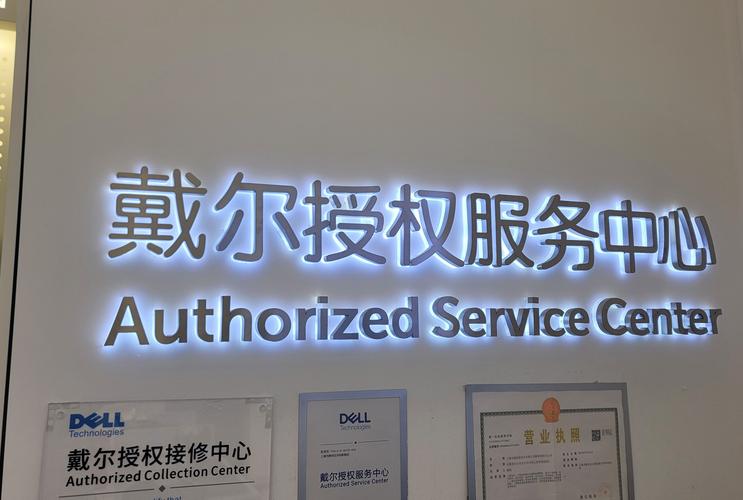 戴尔授权服务中心
Authorized Service Center
DELL
Technologies
戴尔授权接修中心
Authorized Collection Center
DELL
Technologies
戴尔授权服务中心
Authorized Service Center
营业执照